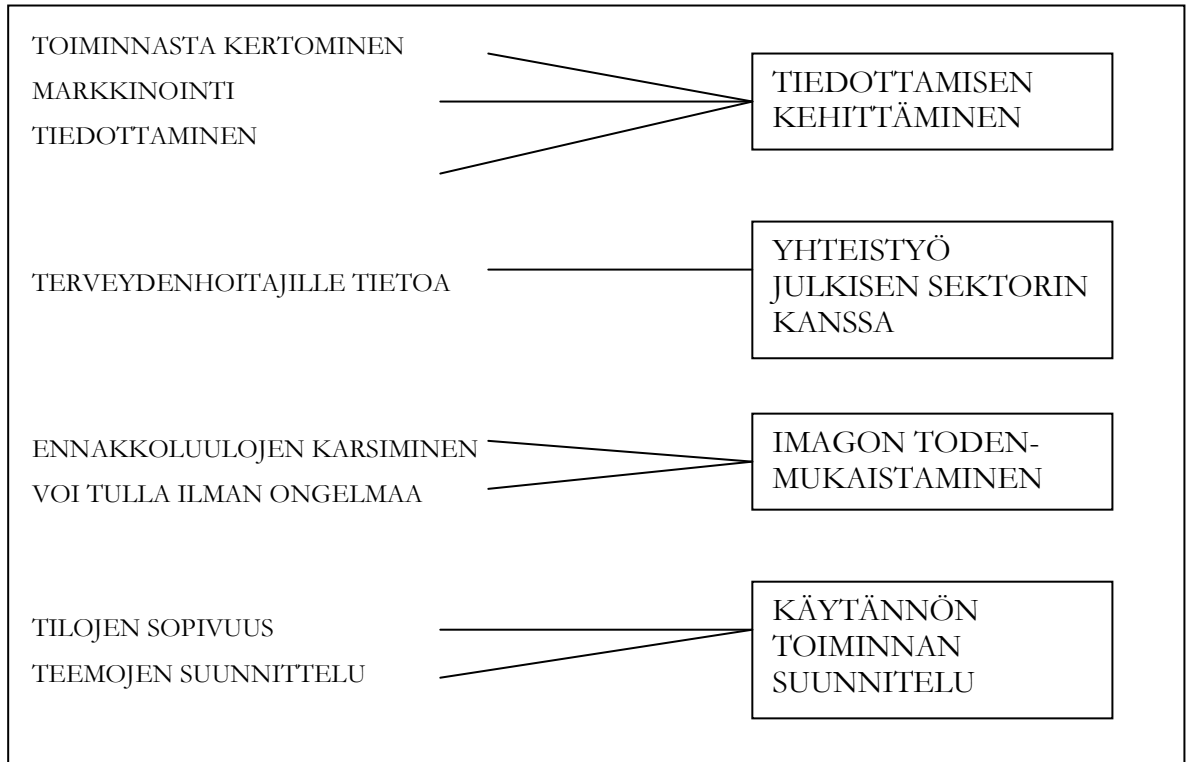 TOIMINNASTA KERTOMINEN
MARKKINOINTI
TIEDOTTAMINEN
TIEDOTTAMISEN
KEHITTÄMINEN
TERVEYDENHOITAJILLE TIETOA
YHTEISTYÖ
JULKISEN SEKTORIN
KANSSA
ENNAKKOLUULOJEN KARSIMINEN
VOI TULLA ILMAN ONGELMAA
IMAGON TODEN-
MUKAISTAMINEN
TILOJEN SOPIVUUS
TEEMOJEN SUUNNITTELU
KÄYTÄNNÖN
TOIMINNAN
SUUNNITELU